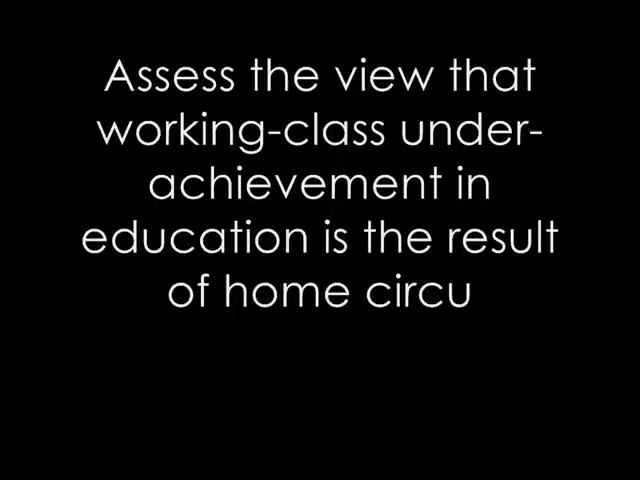 Assess the view that
working-class under-
achievement in
education is the result
of home circu